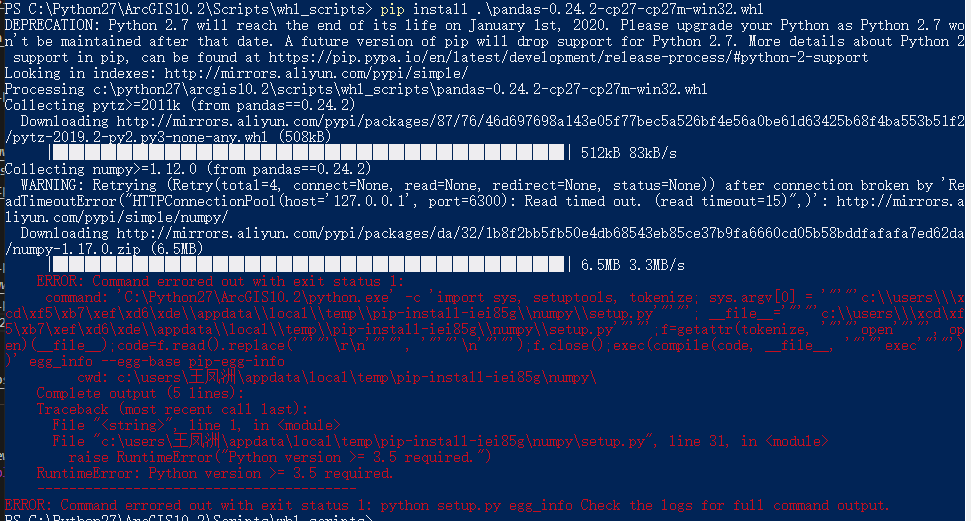 PS C:\Python27\ArcGIS10.2\Scripts\whl_scripts> pip install .\pandas-0.24.2-cp27-cp27m-win32.whl
DEPRECATION: Python 2.7 will reach the end of its life on January 1st, 2020. Please upgrade your Python as Python 2.7 wo
n't be maintained after that date. A future version of pip will drop support for Python 2.7. More details about Python 2
 support in pip, can be found at https://pip.pypa.io/en/latest/development/release-process/#python-2-support
Looking in indexes: http://mirrors.aliyun.com/pypi/simple/
Processing c:\python27\arcgis10.2\scripts\whl_scripts\pandas-0.24.2-cp27-cp27m-win32.whl
Collecting pytz>=2011k (from pandas==0.24.2)
  Downloading http://mirrors.aliyun.com/pypi/packages/87/76/46d697698a143e05f77bec5a526bf4e56a0be61d63425b68f4ba553b51f2
/pytz-2019.2-py2.py3-none-any.whl (508kB)
512kB 83kB/s
Collecting numpy>=1.12.0 (from pandas==0.24.2)
  WARNING: Retrying (Retry(total=4, connect=None, read=None, redirect=None, status=None)) after connection broken by 'Re
adTimeoutError("HTTPConnectionPool(host='127.0.0.1', port=6300): Read timed out. (read timeout=15)",)': http://mirrors.a
liyun.com/pypi/simple/numpy/
  Downloading http://mirrors.aliyun.com/pypi/packages/da/32/1b8f2bb5fb50e4db68543eb85ce37b9fa6660cd05b58bddfafafa7ed62da
/numpy-1.17.0.zip (6.5MB)
6.5MB 3.3MB/s
    ERROR: Command errored out with exit status 1:
     command: 'C:\Python27\ArcGIS10.2\python.exe' -c 'import sys, setuptools, tokenize; sys.argv[0] = '"'"'c:\\users\\\x
cd\xf5\xb7\xef\xd6\xde\\appdata\\local\\temp\\pip-install-iei85g\\numpy\\setup.py'"'"'; __file__='"'"'c:\\users\\\xcd\xf
5\xb7\xef\xd6\xde\\appdata\\local\\temp\\pip-install-iei85g\\numpy\\setup.py'"'"';f=getattr(tokenize, '"'"'open'"'"', op
en)(__file__);code=f.read().replace('"'"'\r\n'"'"', '"'"'\n'"'"');f.close();exec(compile(code, __file__, '"'"'exec'"'"')
)' egg_info --egg-base pip-egg-info
         cwd: c:\users\王凤洲\appdata\local\temp\pip-install-iei85g\numpy\
    Complete output (5 lines):
    Traceback (most recent call last):
      File "<string>", line 1, in <module>
      File "c:\users\王凤洲\appdata\local\temp\pip-install-iei85g\numpy\setup.py", line 31, in <module>
        raise RuntimeError("Python version >= 3.5 required.")
    RuntimeError: Python version >= 3.5 required.
    ----------------------------------------
ERROR: Command errored out with exit status 1: python setup.py egg_info Check the logs for full command output.
PS C:\Python27\ArcGIS10.2\Scripts\whl_scripts>